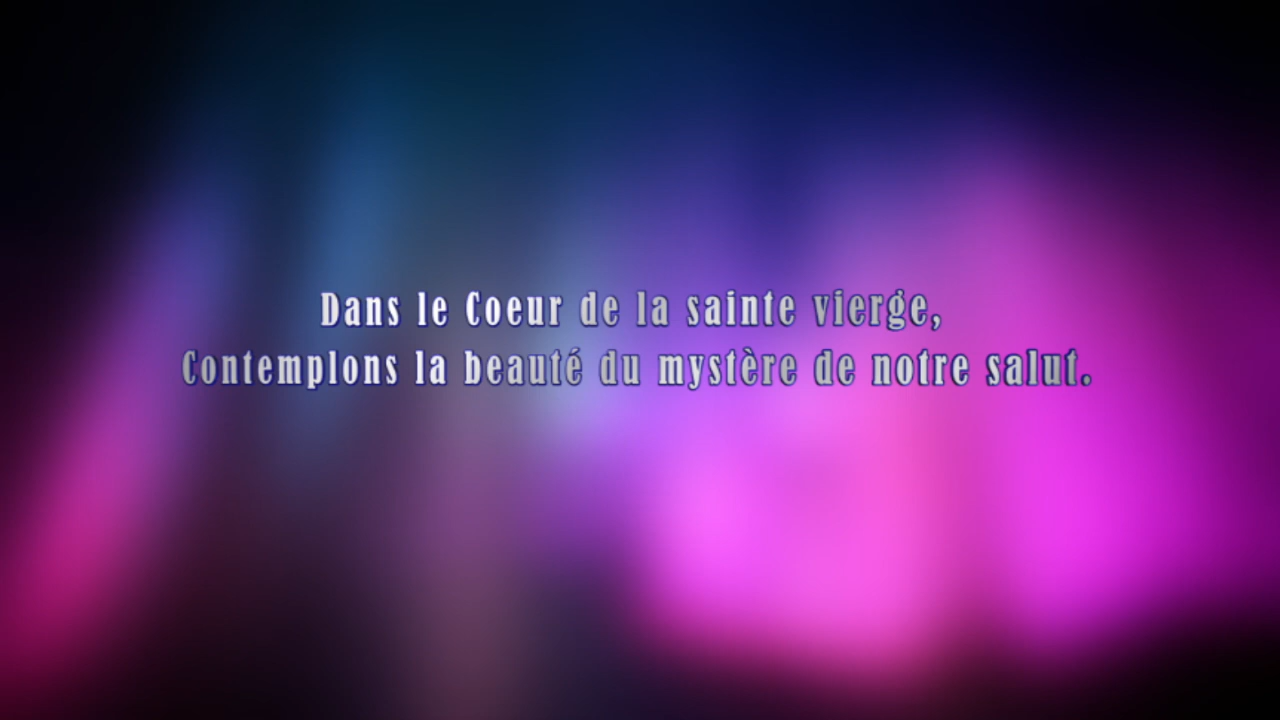 Dans le Coeur de la sainte vierge,
Contemplons la beauté du mystère de notre salut.